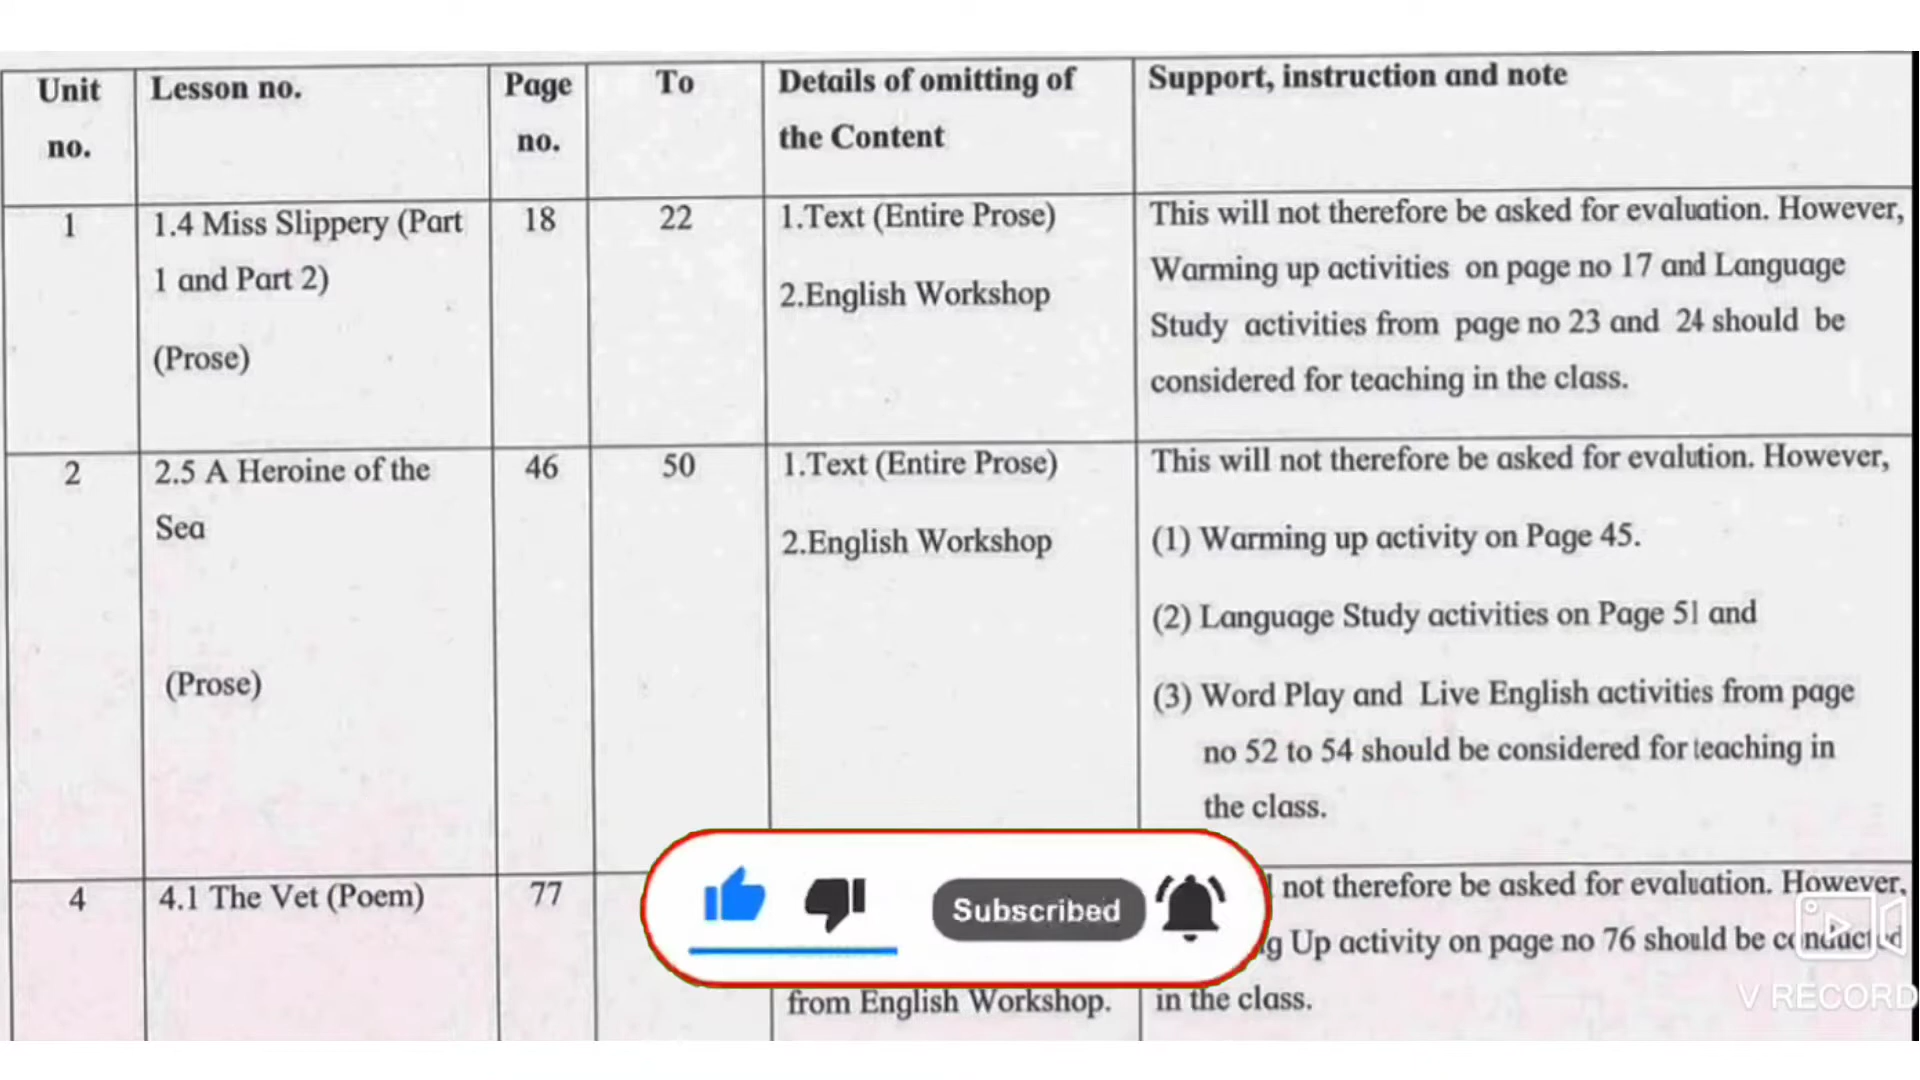 Unit no.
Lesson no.
Page no.
To
Details of omitting of the Content
Support, instruction and note
1
1.4 Miss Slippery (Part
1 and Part 2)
(Prose)
18
22
1.Text (Entire Prose)
2.English Workshop
This will not therefore be asked for evaluation. However,
Warming up activities on page no 17 and Language
Study activities from page no 23 and 24 should be
considered for teaching in the class.
2
2.5 A Heroine of the
Sea
(Prose)
46
50
1.Text (Entire Prose)
2.English Workshop
This will not therefore be asked for evalution. However,
(1) Warming up activity on Page 45.
(2) Language Study activities on Page 51 and
(3) Word Play and Live English activities from page
no 52 to 54 should be considered for teaching in
the class.
4
4.1 The Vet (Poem)
77
from English Workshop.
not therefore be asked for evaluation. However,
Up activity on page no 76 should be conducted
in the class.
Subscribed
V RECORD